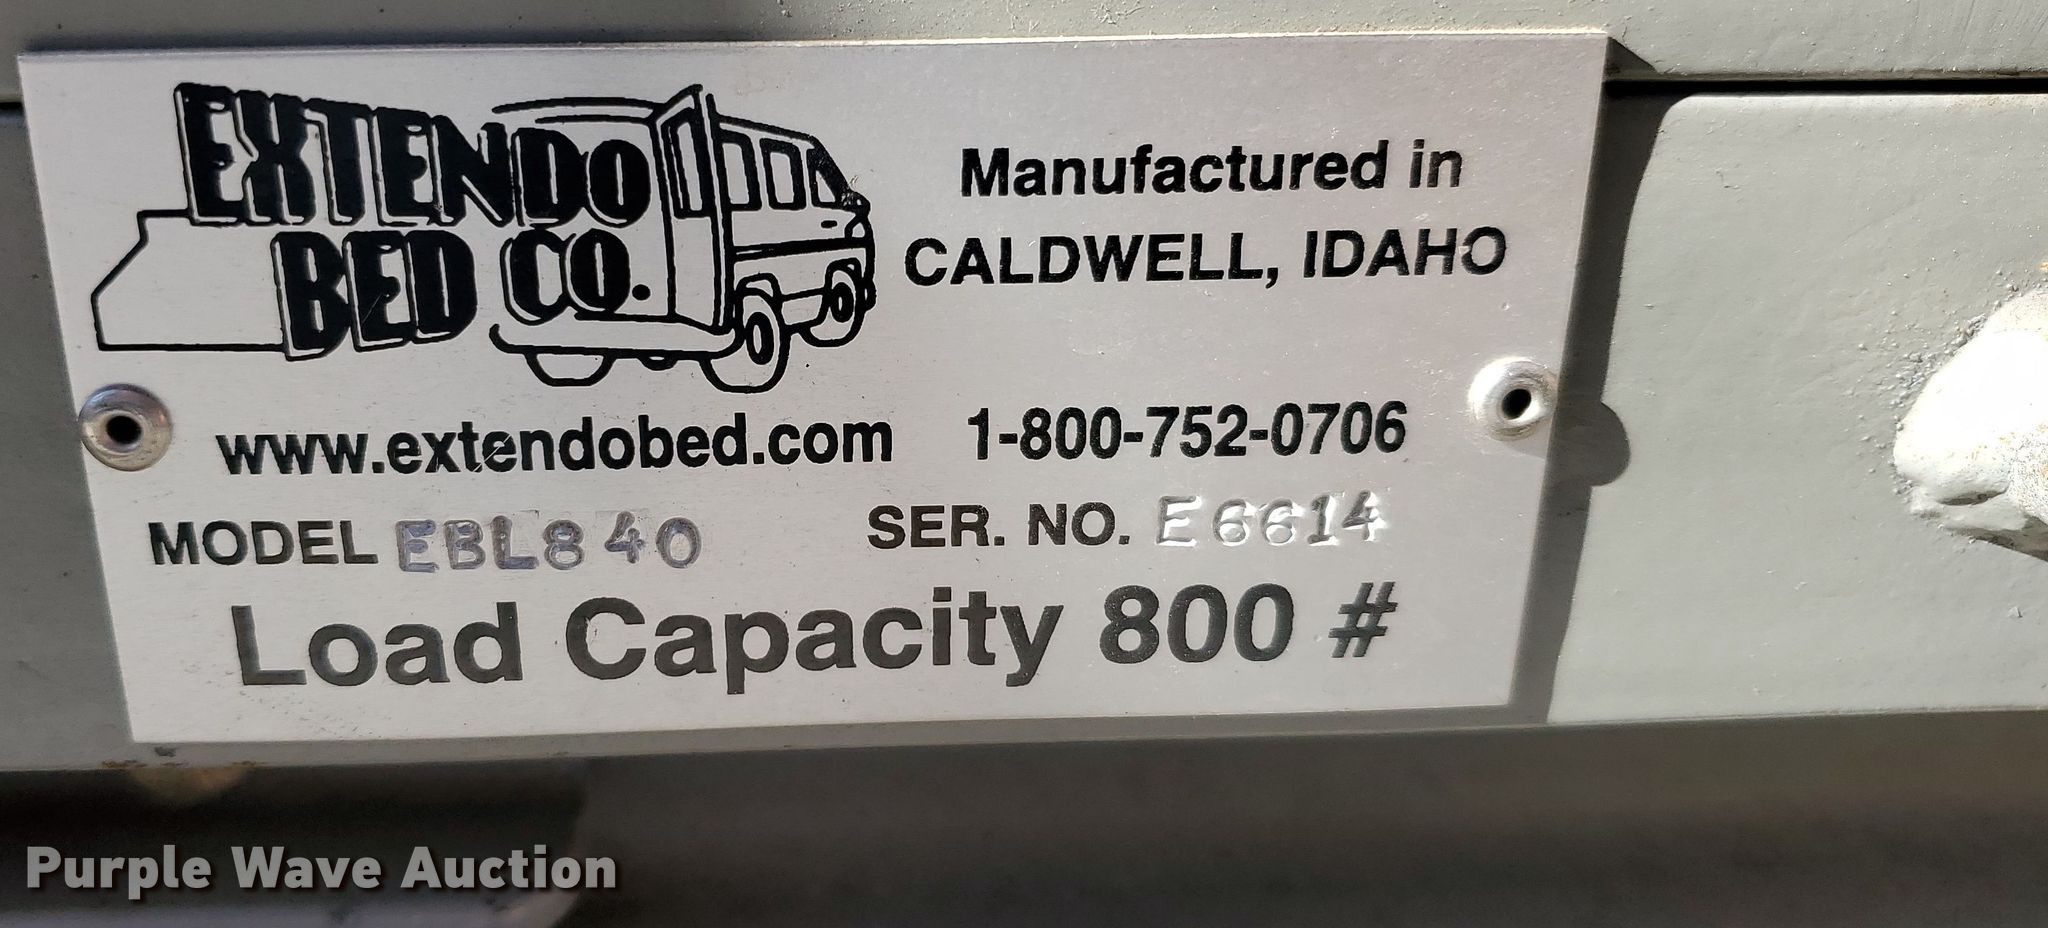 EXTENDO
BED CO.
Manufactured in
CALDWELL, IDAHO
www.extendobed.com 1-800-752-0706
MODEL EBL840 SER. NO. E6614
Load Capacity 800 #
Purple Wave Auction